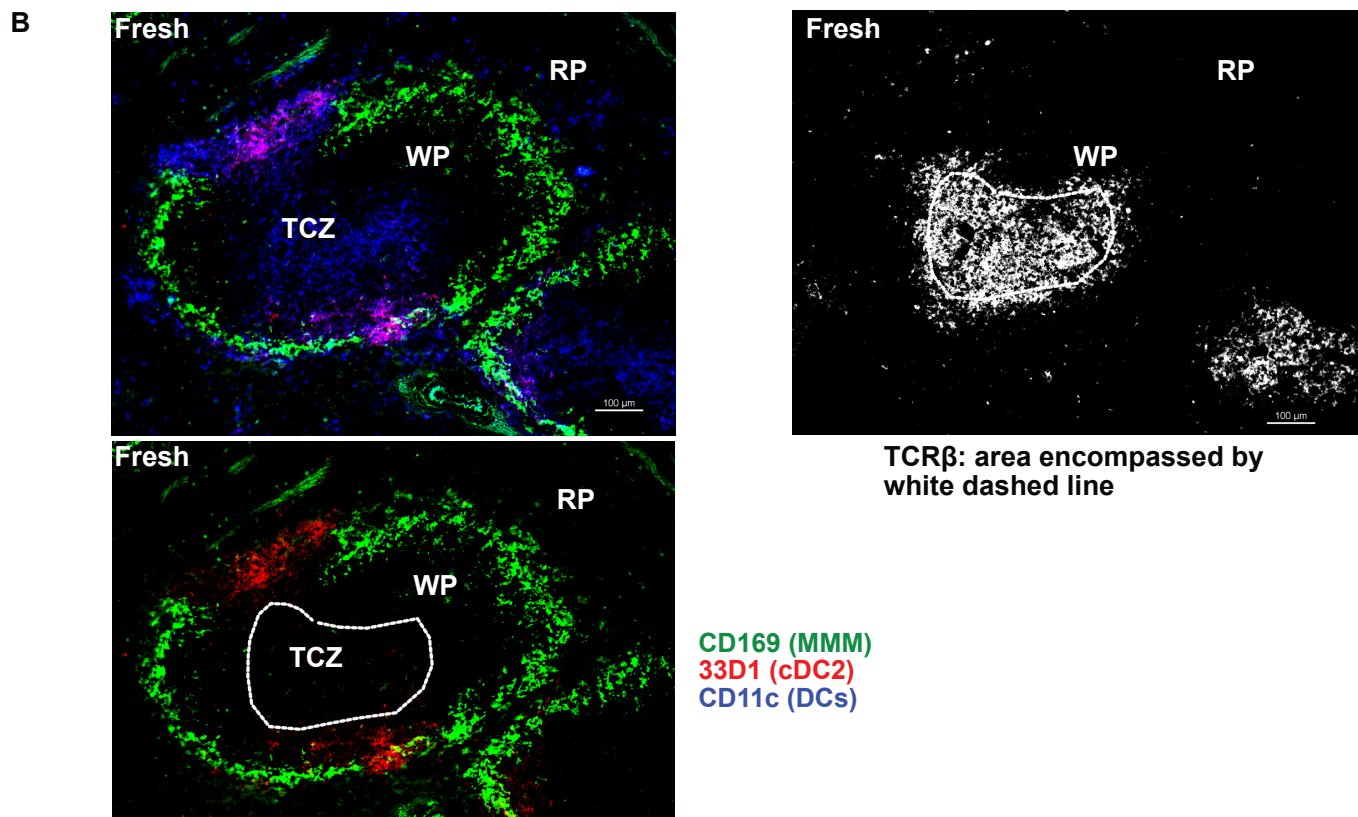 B
Fresh
RP
WP
TCZ
100 µm
Fresh
RP
WP
100 µm
TCRβ: area encompassed by
white dashed line
Fresh
RP
WP
TCZ
CD169 (MMM)
33D1 (cDC2)
CD11c (DCs)